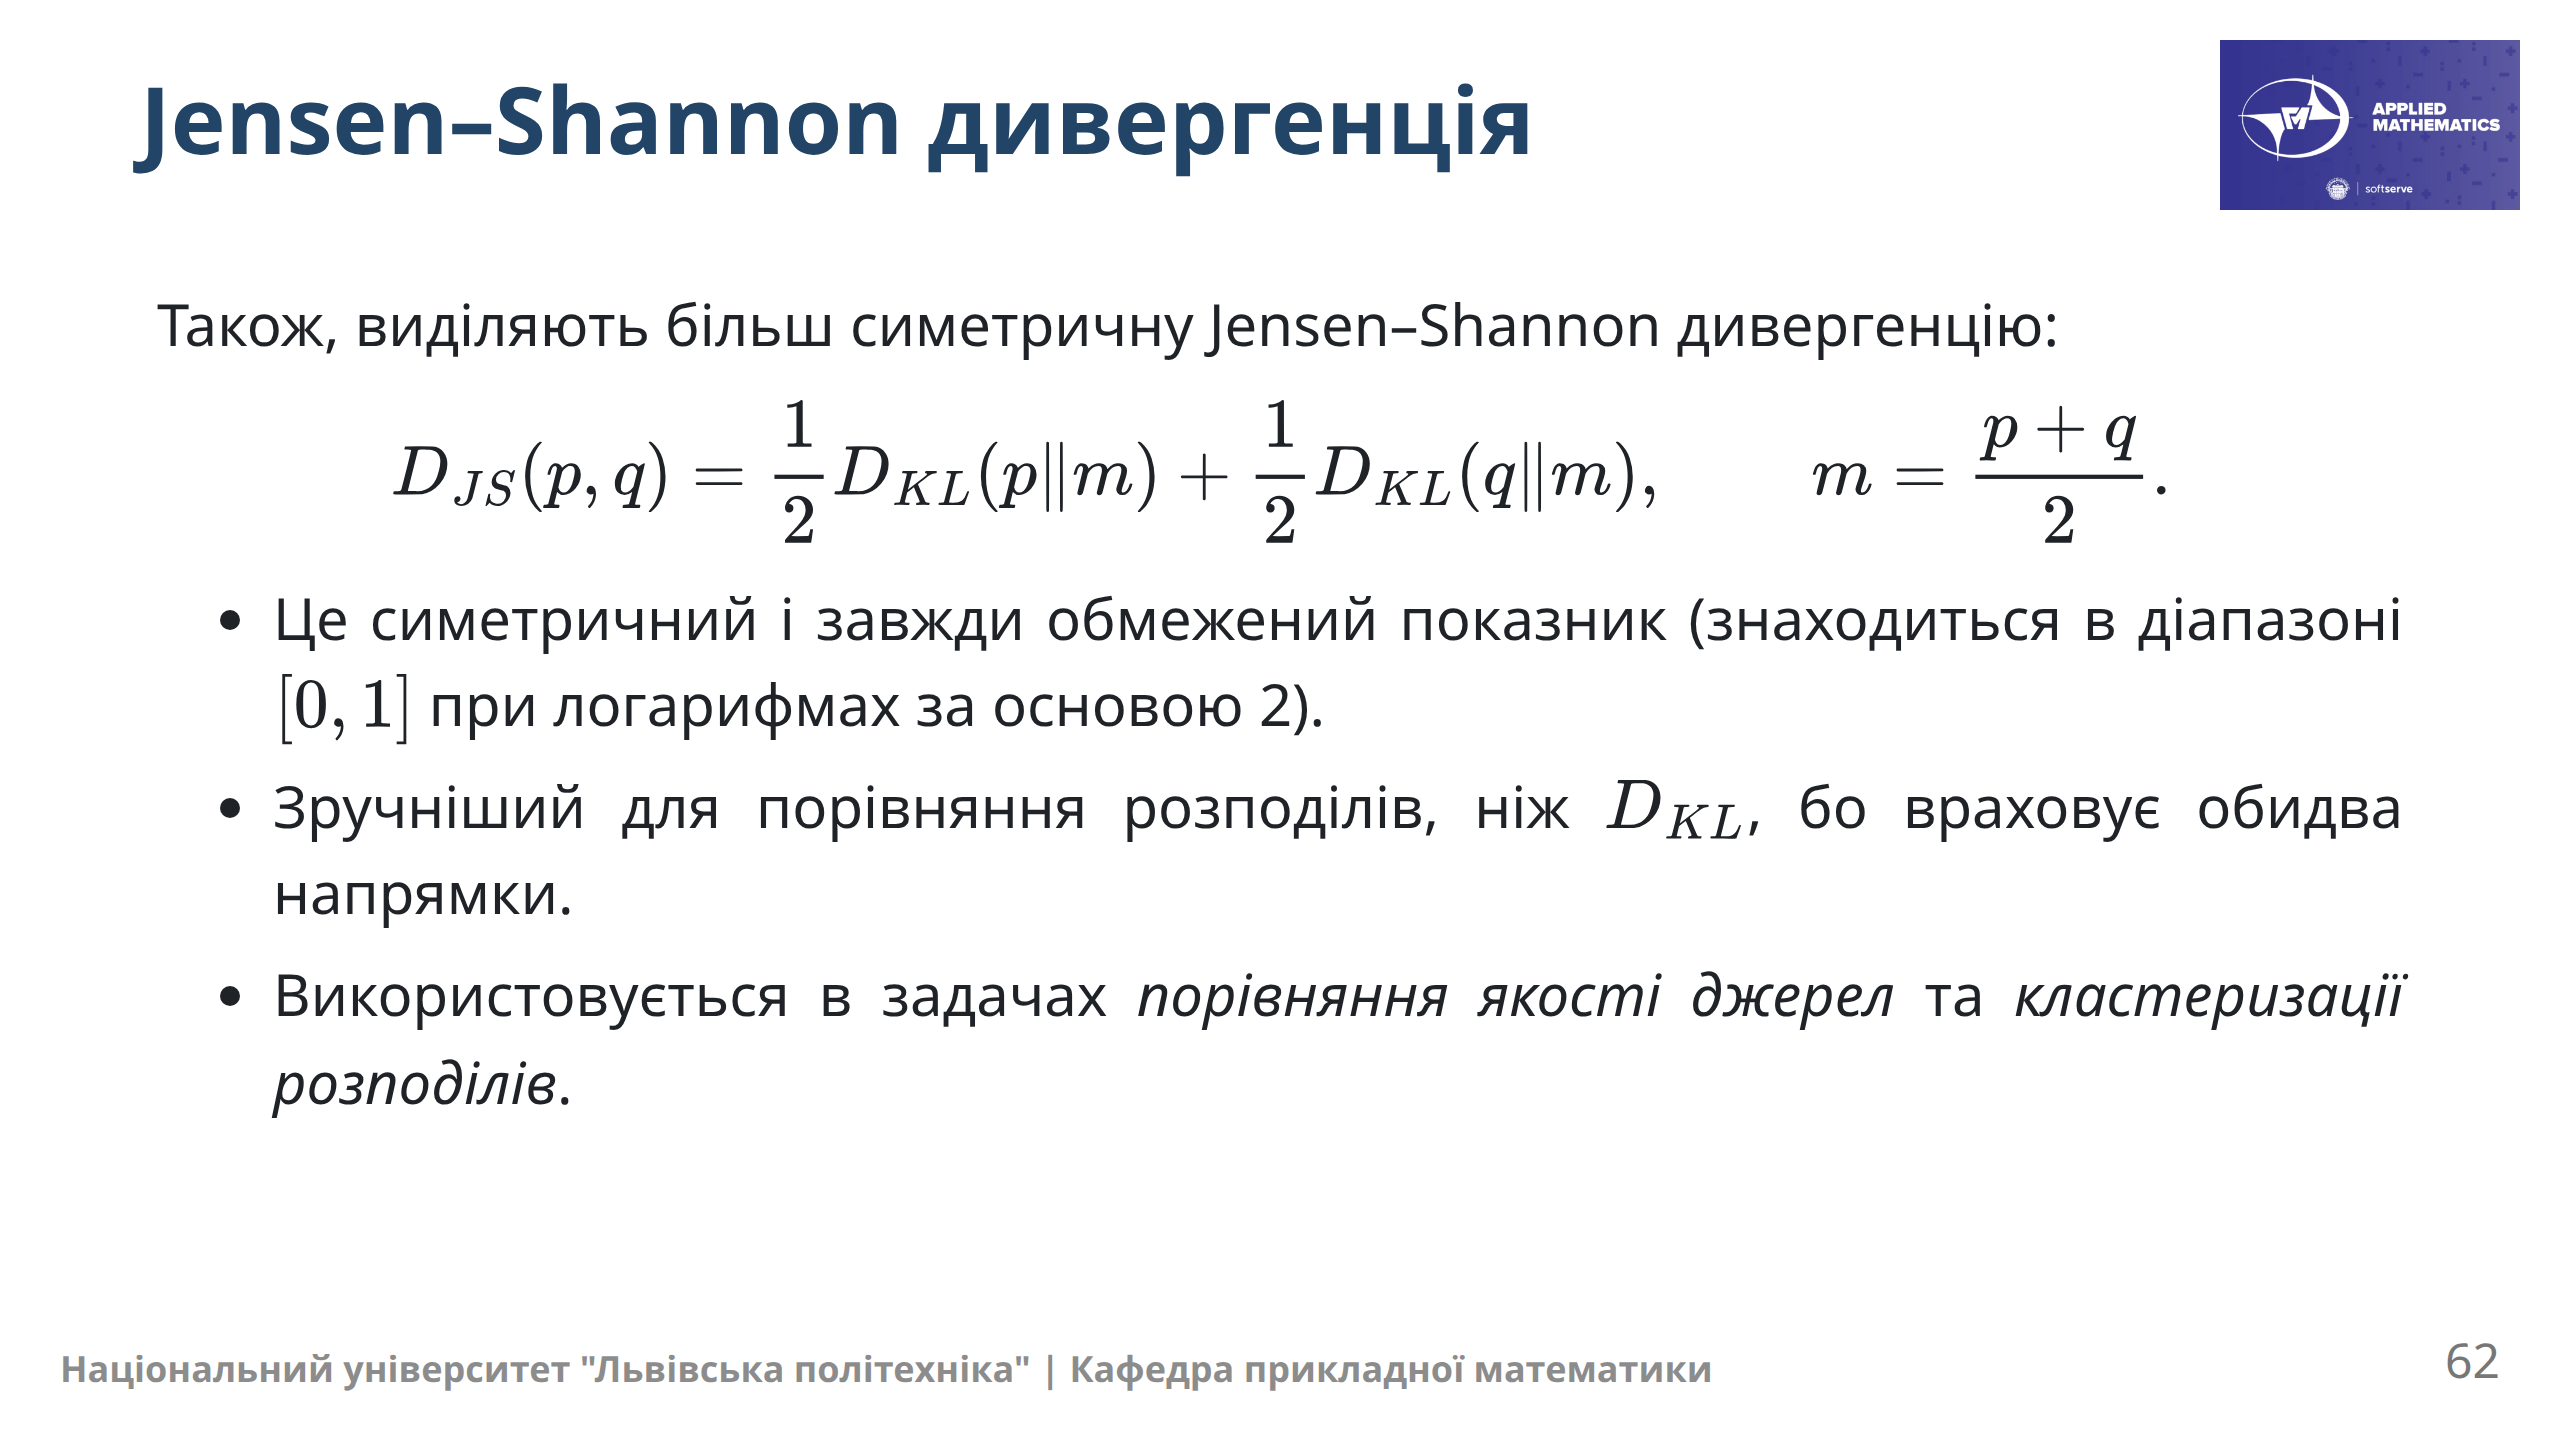 Jensen–Shannon дивергенція
APPLIED
MATHEMATICS
softserve
Також, виділяють більш симетричну Jensen–Shannon дивергенцію:
D_{JS}(p, q) = \frac{1}{2} D_{KL}(p‖m) + \frac{1}{2} D_{KL}(q‖m), m = \frac{p + q}{2}.
• Це симетричний і завжди обмежений показник (знаходиться в діапазоні
[0, 1] при логарифмах за основою 2).
• Зручніший для порівняння розподілів, ніж D_{KL}, бо враховує обидва
напрямки.
• Використовується в задачах порівняння якості джерел та кластеризації
розподілів.
Національний університет "Львівська політехніка" | Кафедра прикладної математики
62